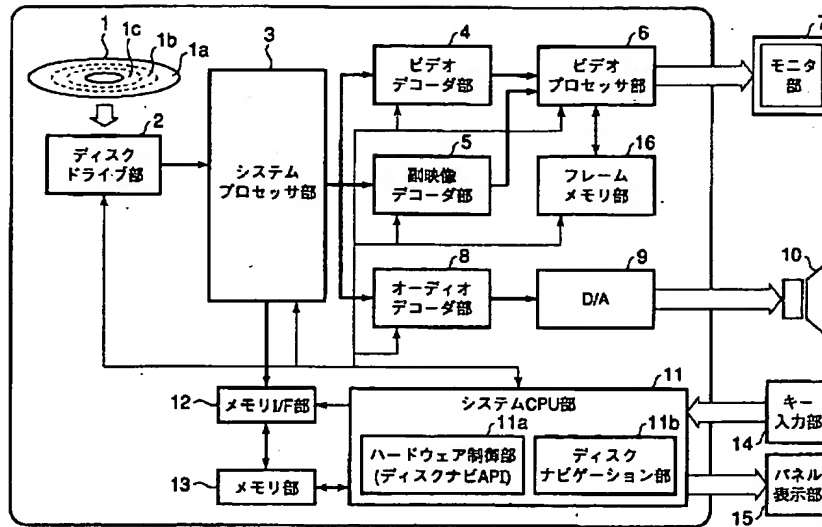 1
1c
1b
1a
2
ディスク
ドライブ部
3
システム
プロセッサ部
4
ビデオ
デコーダ部
5
副映像
デコーダ部
6
ビデオ
プロセッサ部
16
フレーム
メモリ部
7
モニタ
部
8
オーディオ
デコーダ部
9
D/A
10
11
システムCPU部
11a
ハードウェア制御部
(ディスクナビAPI)
11b
ディスク
ナビゲーション部
12
メモリI/F部
13
メモリ部
キー
入力部
14
パネル
表示部
15